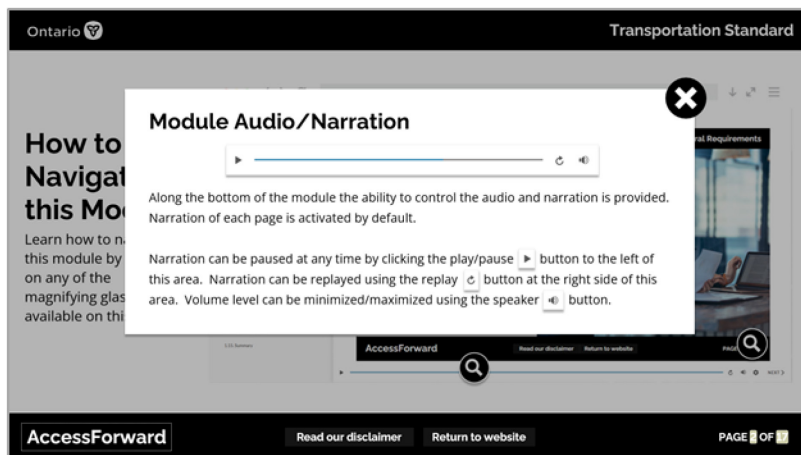 Ontario
Transportation Standard
Module Audio/Narration
Along the bottom of the module the ability to control the audio and narration is provided.
Narration of each page is activated by default.
Narration can be paused at any time by clicking the play/pause button to the left of
this area. Narration can be replayed using the replay button at the right side of this
area. Volume level can be minimized/maximized using the speaker button.
How to
Navigat
this Mo
Learn how to na
this module by
on any of the
magnifying glas
available on thi
ral Requirements
AccessForward
Read our disclaimer
Return to website
PAG
NEXT
AccessForward
Read our disclaimer
Return to website
PAGE 2 OF 17